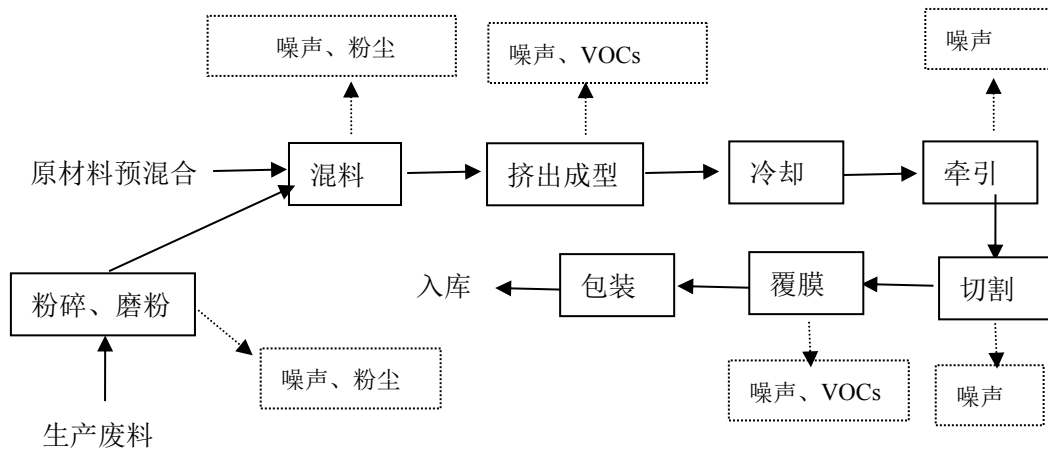 噪声、粉尘
噪声、VOCs
噪声
原材料预混合
混料
挤出成型
冷却
牵引
粉碎、磨粉
入库
包装
覆膜
切割
噪声、粉尘
噪声、VOCs
噪声
生产废料